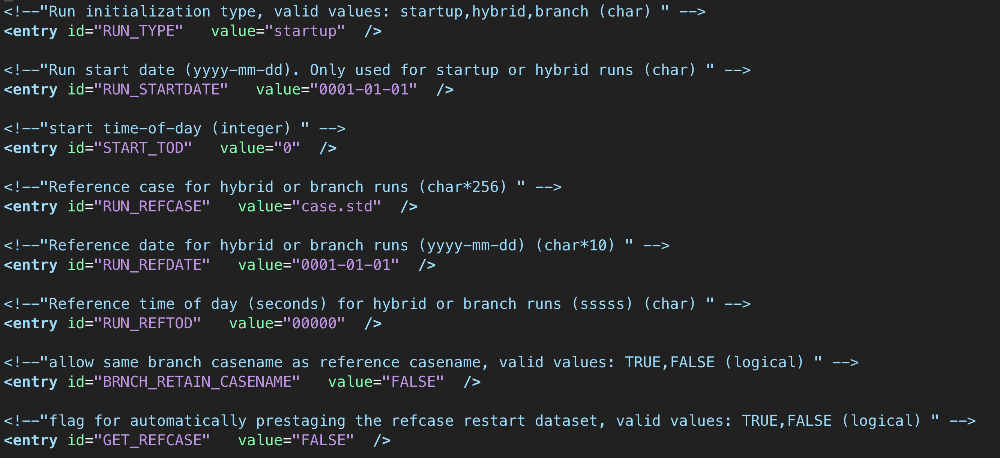 <!--"Run initialization type, valid values: startup,hybrid,branch (char) " -->
<entry id="RUN_TYPE"   value="startup"  />
<!--"Run start date (yyyy-mm-dd). Only used for startup or hybrid runs (char) " -->
<entry id="RUN_STARTDATE"   value="0001-01-01"  />
<!--"start time-of-day (integer) " -->
<entry id="START_TOD"   value="0"  />
<!--"Reference case for hybrid or branch runs (char*256) " -->
<entry id="RUN_REFCASE"   value="case.std"  />
<!--"Reference date for hybrid or branch runs (yyyy-mm-dd) (char*10) " -->
<entry id="RUN_REFDATE"   value="0001-01-01"  />
<!--"Reference time of day (seconds) for hybrid or branch runs (sssss) (char) " -->
<entry id="RUN_REFTOD"   value="00000"  />
<!--"allow same branch casename as reference casename, valid values: TRUE,FALSE (logical) " -->
<entry id="BRNCH_RETAIN_CASENAME"   value="FALSE"  />
<!--"flag for automatically prestaging the refcase restart dataset, valid values: TRUE,FALSE (logical) " -->
<entry id="GET_REFCASE"   value="FALSE"  />